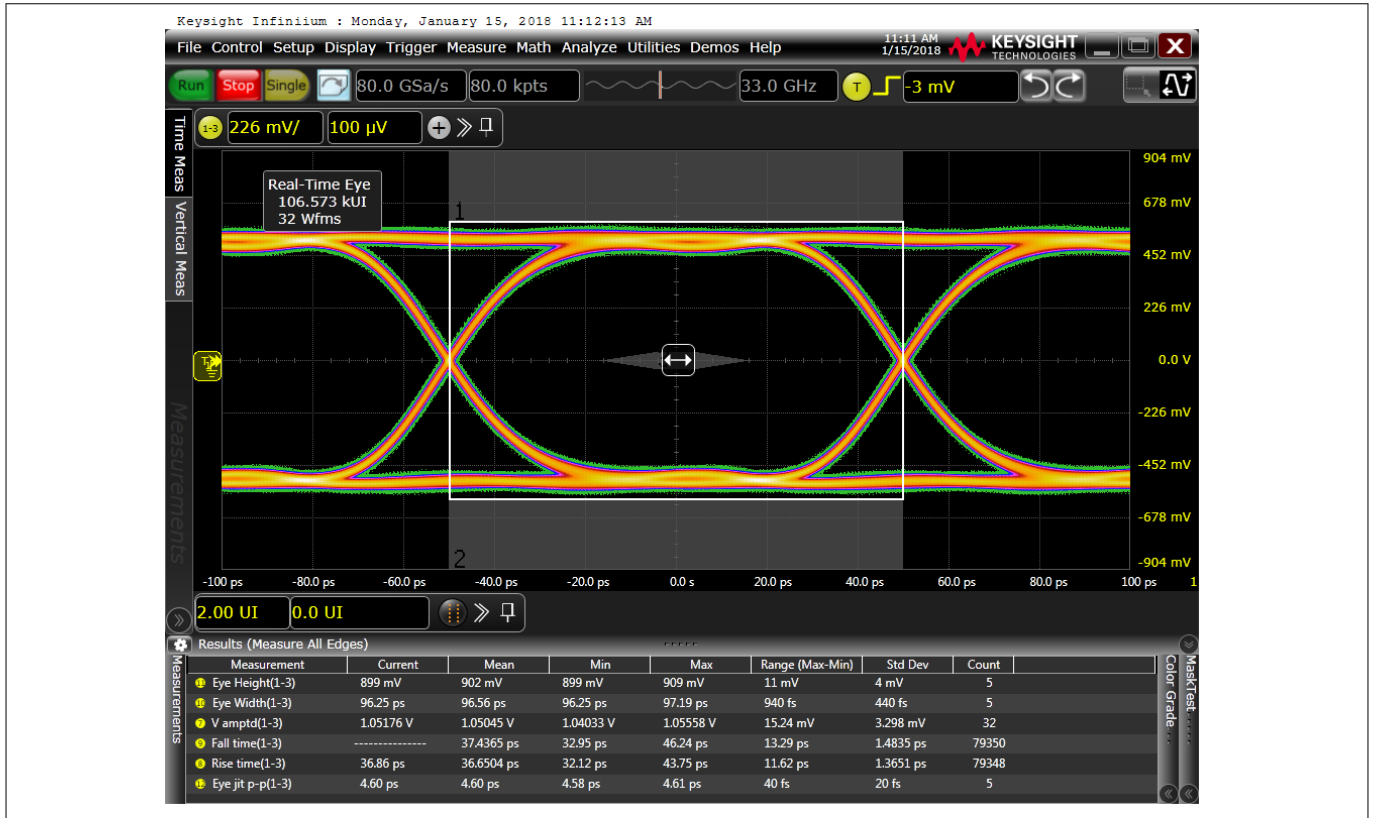 Keysight Infiniium : Monday, January 15, 2018 11:12:13 AM
File Control Setup Display Trigger Measure Math Analyze Utilities Demos Help
11:11 AM
1/15/2018
KEYSIGHT
TECHNOLOGIES
X
Run Stop Single 80.0 GSa/s 80.0 kpts 33.0 GHz T -3 mV
1-3 226 mV/ 100 µV +
Time Meas
Vertical Meas
Measurements
Real-Time Eye
106.573 kUI
32 Wfms
1
2
904 mV
678 mV
452 mV
226 mV
0.0 V
-226 mV
-452 mV
-678 mV
-904 mV
-100 ps -80.0 ps -60.0 ps -40.0 ps -20.0 ps 0.0 s 20.0 ps 40.0 ps 60.0 ps 80.0 ps 100 ps 1
2.00 UI 0.0 UI
Results (Measure All Edges)
Measurement Current Mean Min Max Range (Max-Min) Std Dev Count
11 Eye Height(1-3) 899 mV 902 mV 899 mV 909 mV 11 mV 4 mV 5
10 Eye Width(1-3) 96.25 ps 96.56 ps 96.25 ps 97.19 ps 940 fs 440 fs 5
7 V amptd(1-3) 1.05176 V 1.05045 V 1.04033 V 1.05558 V 15.24 mV 3.298 mV 32
9 Fall time(1-3) -------------- 37.4365 ps 32.95 ps 46.24 ps 13.29 ps 1.4835 ps 79350
8 Rise time(1-3) 36.86 ps 36.6504 ps 32.12 ps 43.75 ps 11.62 ps 1.3651 ps 79348
12 Eye jit p-p(1-3) 4.60 ps 4.60 ps 4.58 ps 4.61 ps 40 fs 20 fs 5
Measurements
Color Grade . . .
MaskTest . . .